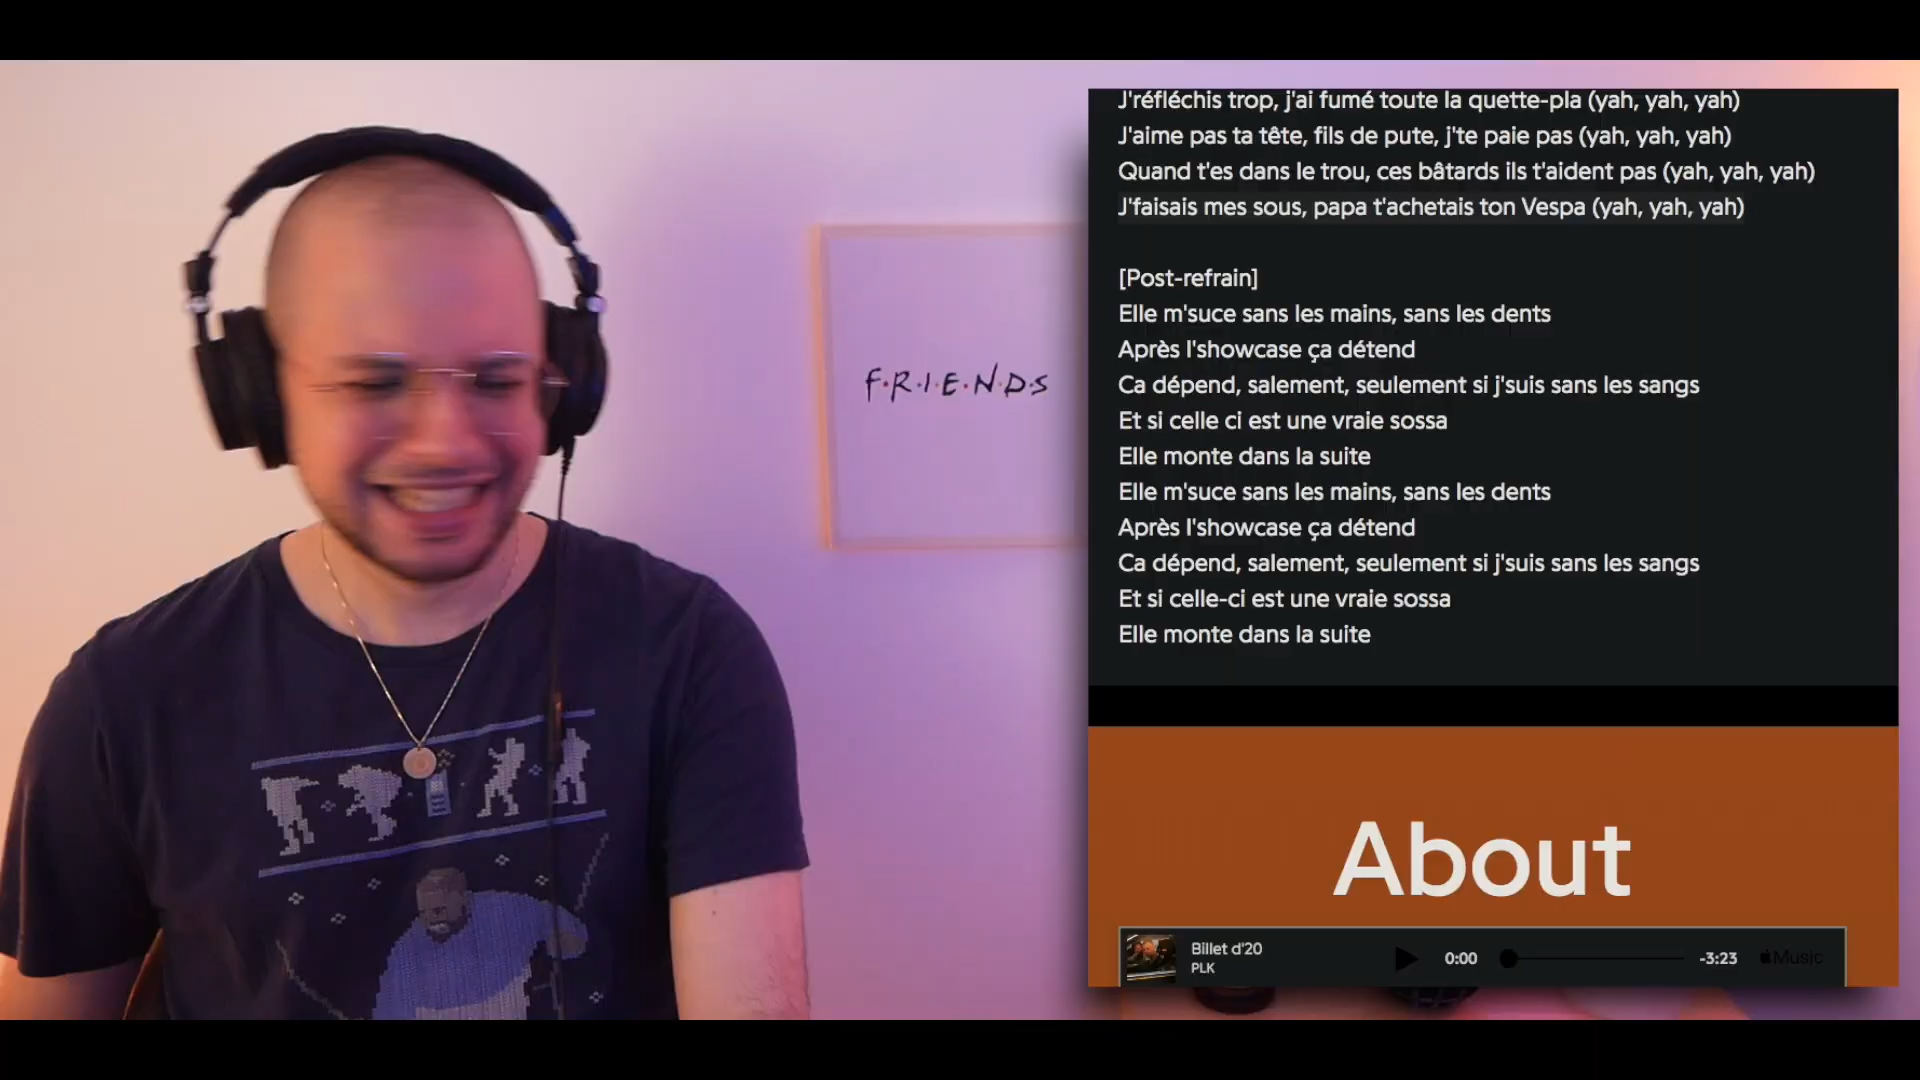 J'réfléchis trop, j'ai fumé toute la quette-pla (yah, yah, yah)
J'aime pas ta tête, fils de pute, j'te paie pas (yah, yah, yah)
Quand t'es dans le trou, ces bâtards ils t'aident pas (yah, yah, yah)
J'faisais mes sous, papa t'achetais ton Vespa (yah, yah, yah)
[Post-refrain]
Elle m'suce sans les mains, sans les dents
Après l'showcase ça détend
Ca dépend, salement, seulement si j'suis sans les sangs
Et si celle ci est une vraie sossa
Elle monte dans la suite
Elle m'suce sans les mains, sans les dents
Après l'showcase ça détend
Ca dépend, salement, seulement si j'suis sans les sangs
Et si celle-ci est une vraie sossa
Elle monte dans la suite
F·R·I·E·N·D·S
About
Billet d'20
PLK
0:00
-3:23
Music